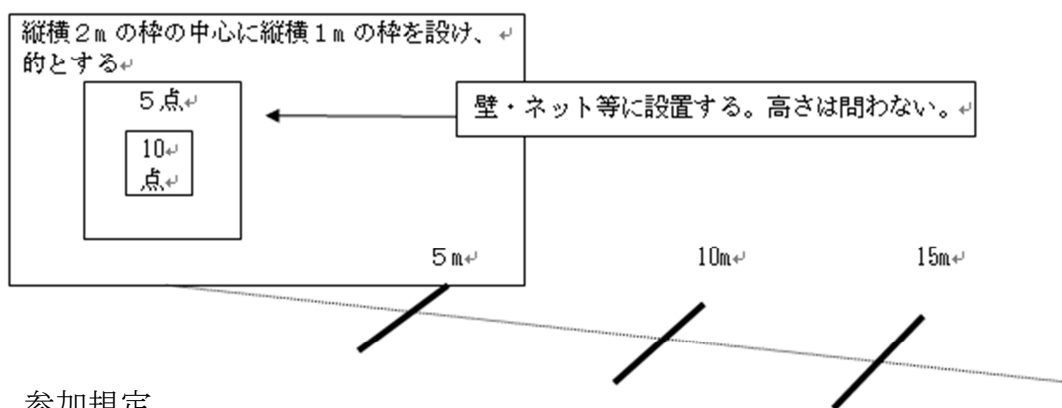 縦横２ｍの枠の中心に縦横１ｍの枠を設け、
的とする
５点
10
点
壁・ネット等に設置する。高さは問わない。
５ｍ
10ｍ
15ｍ
参加規定